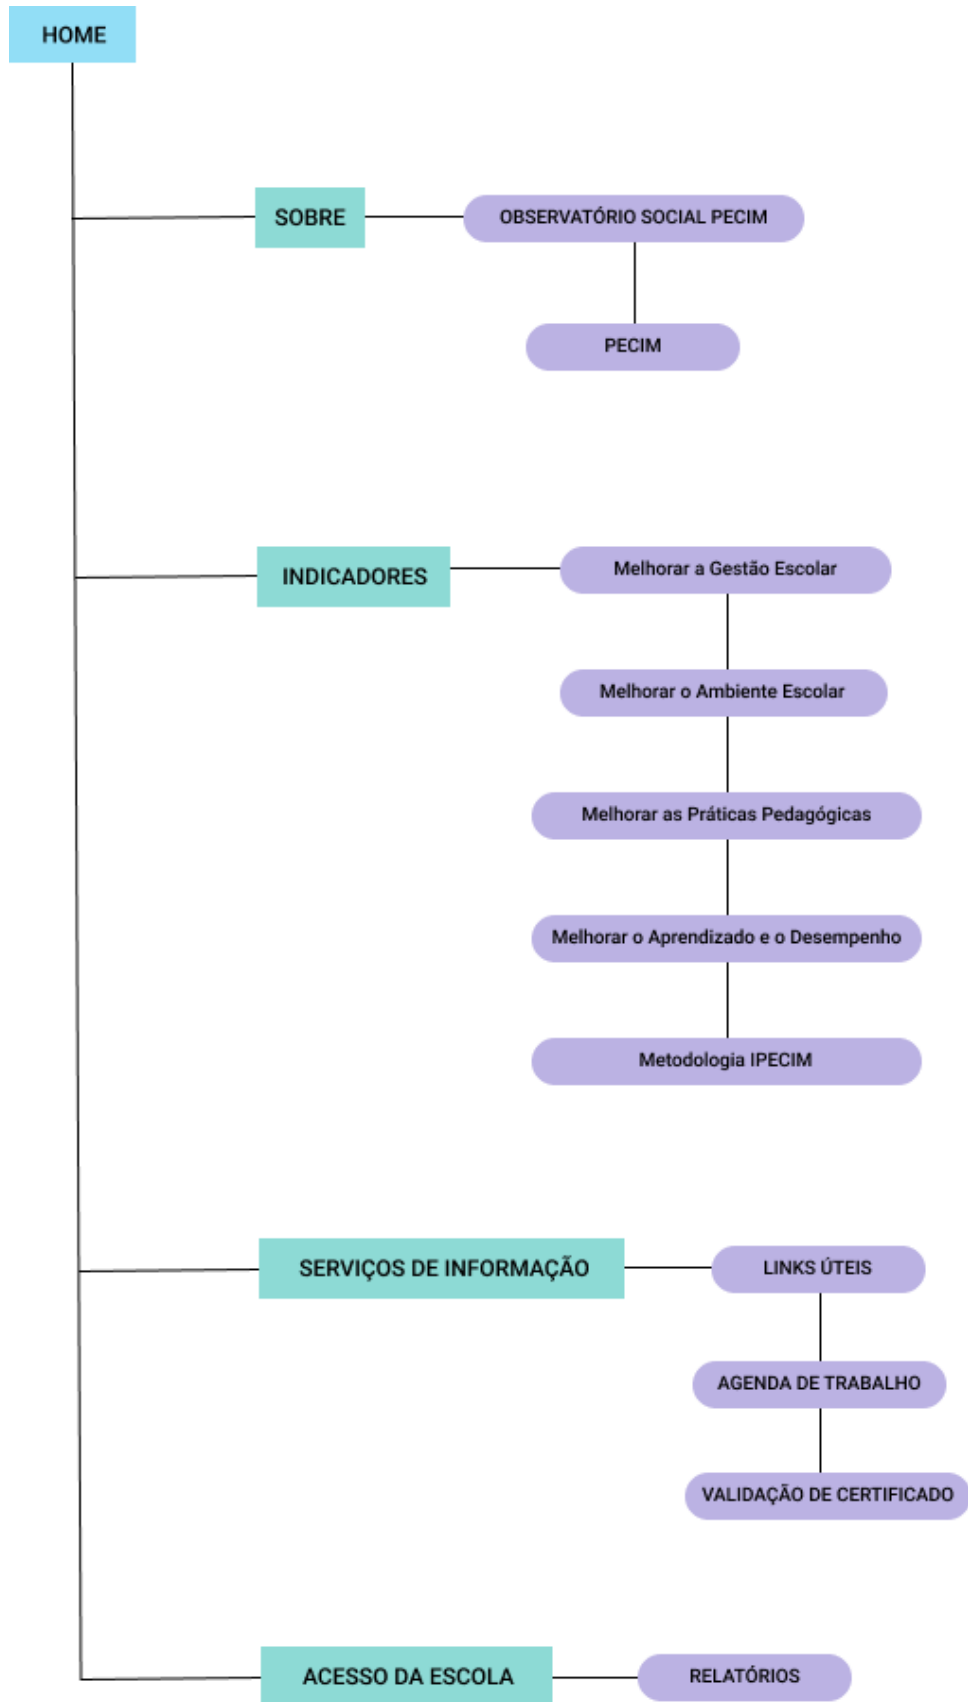 HOME
SOBRE
OBSERVATÓRIO SOCIAL PECIM
PECIM
INDICADORES
Melhorar a Gestão Escolar
Melhorar o Ambiente Escolar
Melhorar as Práticas Pedagógicas
Melhorar o Aprendizado e o Desempenho
Metodologia IPECIM
SERVIÇOS DE INFORMAÇÃO
LINKS ÚTEIS
AGENDA DE TRABALHO
VALIDAÇÃO DE CERTIFICADO
ACESSO DA ESCOLA
RELATÓRIOS